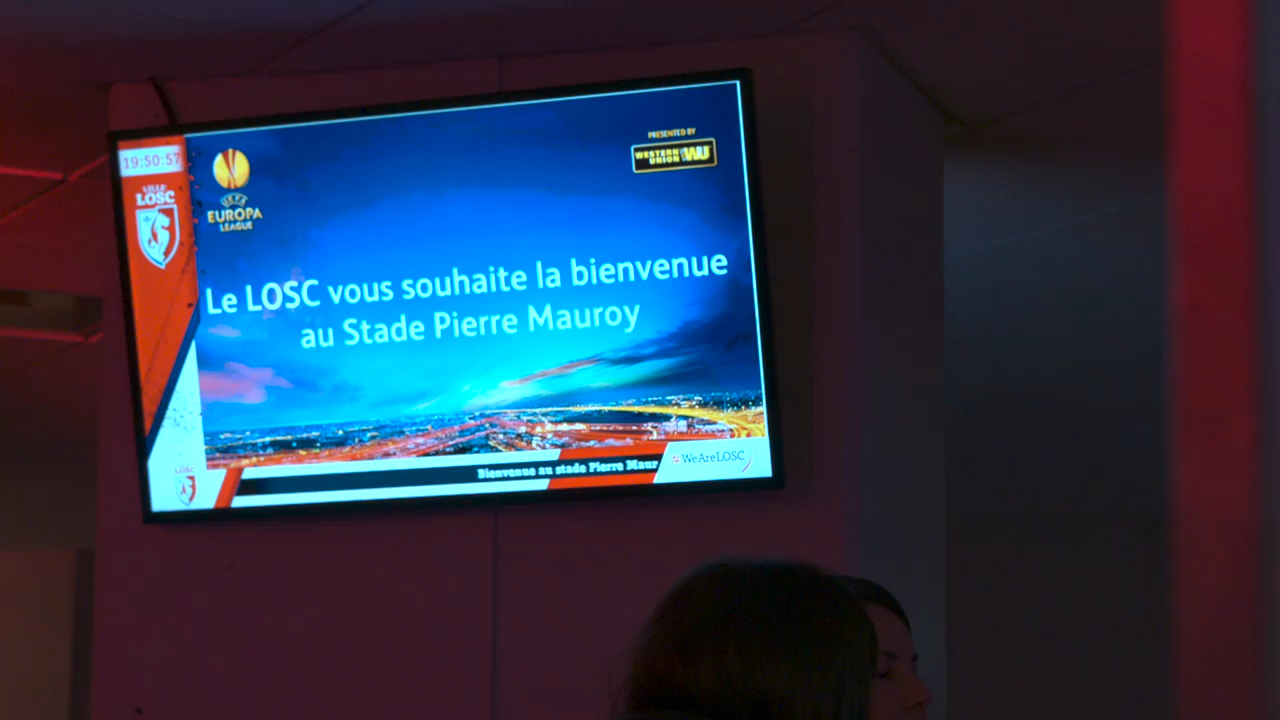 19:50:57
LILLE
LOSC
UEFA
EUROPA
LEAGUE
PRESENTED BY
WESTERN
UNION WU
Le LOSC vous souhaite la bienvenue
au Stade Pierre Mauroy
LOSC
Bienvenue au stade Pierre Maur
#WeAreLOSC